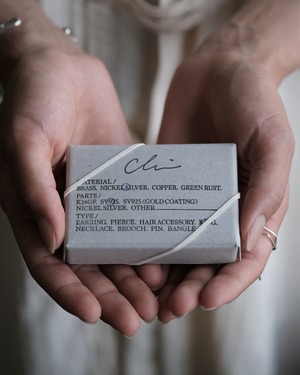 MATERIAL /
BRASS. NICKEL SILVER. COPPER. GREEN RUST.
PARTS /
K14GF. SV925. SV925.(GOLD COATING)
NICKEL SILVER. OTHER
TYPE /
EARRING. PIERCE. HAIR ACCESSORY. RING.
NECKLACE. BROOCH. PIN. BANGLE